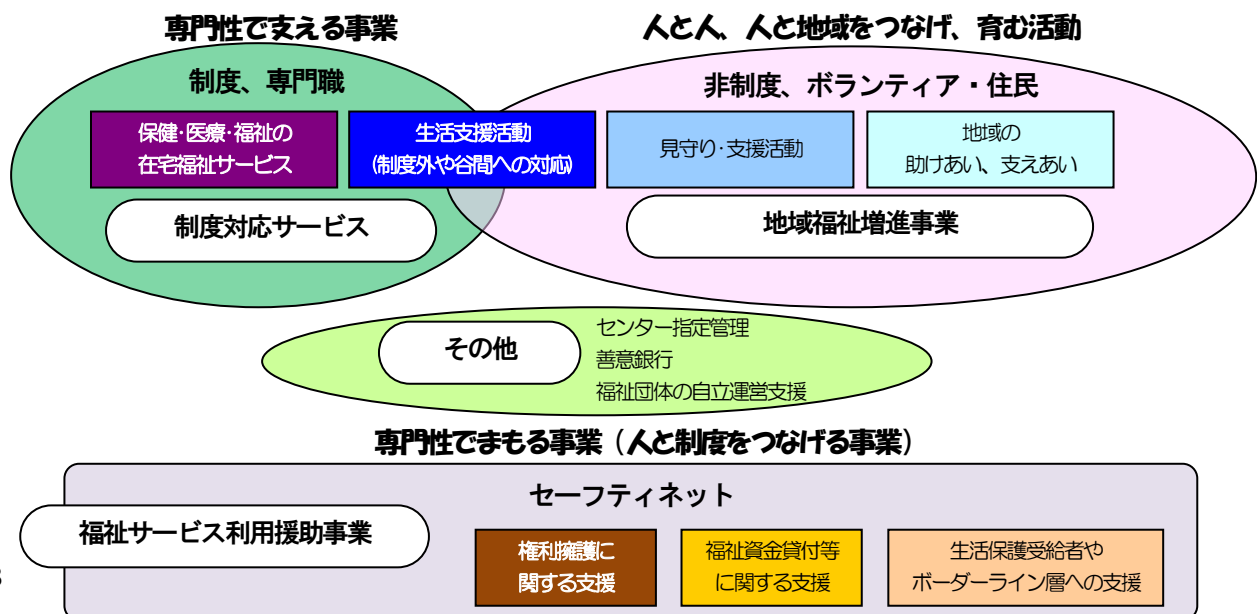 専門性で支える事業
人と人、人と地域をつなげ、育む活動
制度、専門職
非制度、ボランティア・住民
保健・医療・福祉の
在宅福祉サービス
生活支援活動
(制度外や谷間への対応)
見守り・支援活動
地域の
助けあい、支えあい
制度対応サービス
地域福祉増進事業
その他
センター指定管理
善意銀行
福祉団体の自立運営支援
専門性でまもる事業（人と制度をつなげる事業）
セーフティネット
福祉サービス利用援助事業
権利擁護に
関する支援
福祉資金貸付等
に関する支援
生活保護受給者や
ボーダーライン層への支援